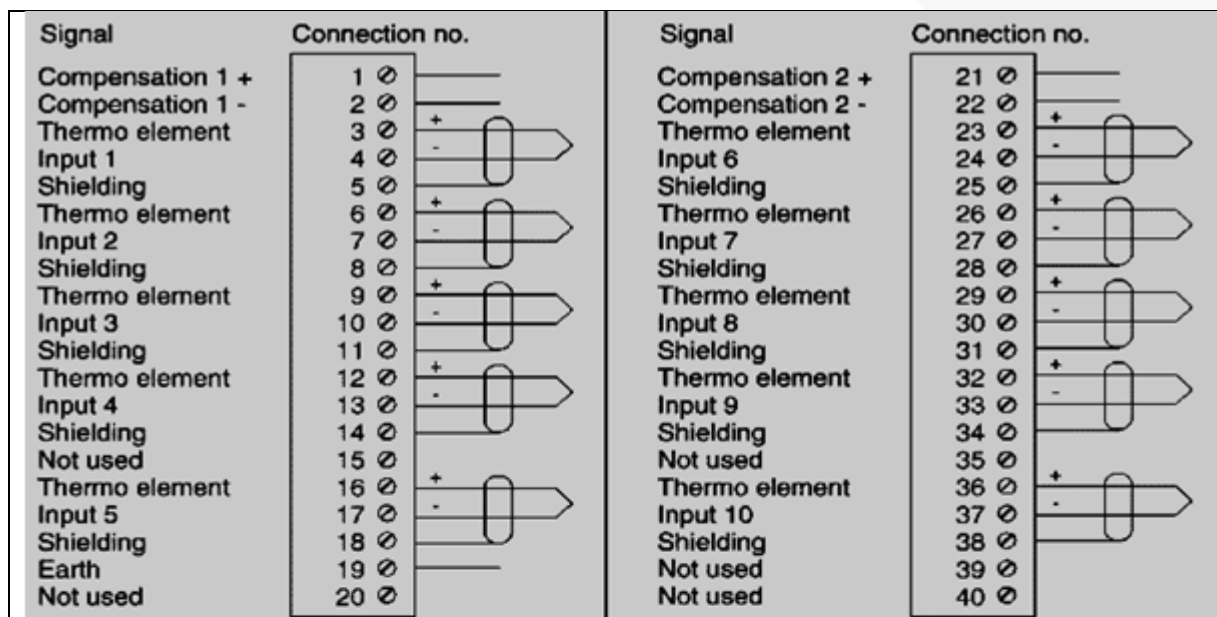 Signal Connection no.
Compensation 1 + 1
Compensation 1 - 2
Thermo element 3 +
Input 1 4 -
Shielding 5
Thermo element 6 +
Input 2 7 -
Shielding 8
Thermo element 9 +
Input 3 10 -
Shielding 11
Thermo element 12 +
Input 4 13 -
Shielding 14
Not used 15
Thermo element 16 +
Input 5 17 -
Shielding 18
Earth 19
Not used 20
Signal Connection no.
Compensation 2 + 21
Compensation 2 - 22
Thermo element 23 +
Input 6 24 -
Shielding 25
Thermo element 26 +
Input 7 27 -
Shielding 28
Thermo element 29 +
Input 8 30 -
Shielding 31
Thermo element 32 +
Input 9 33 -
Shielding 34
Not used 35
Thermo element 36 +
Input 10 37 -
Shielding 38
Not used 39
Not used 40